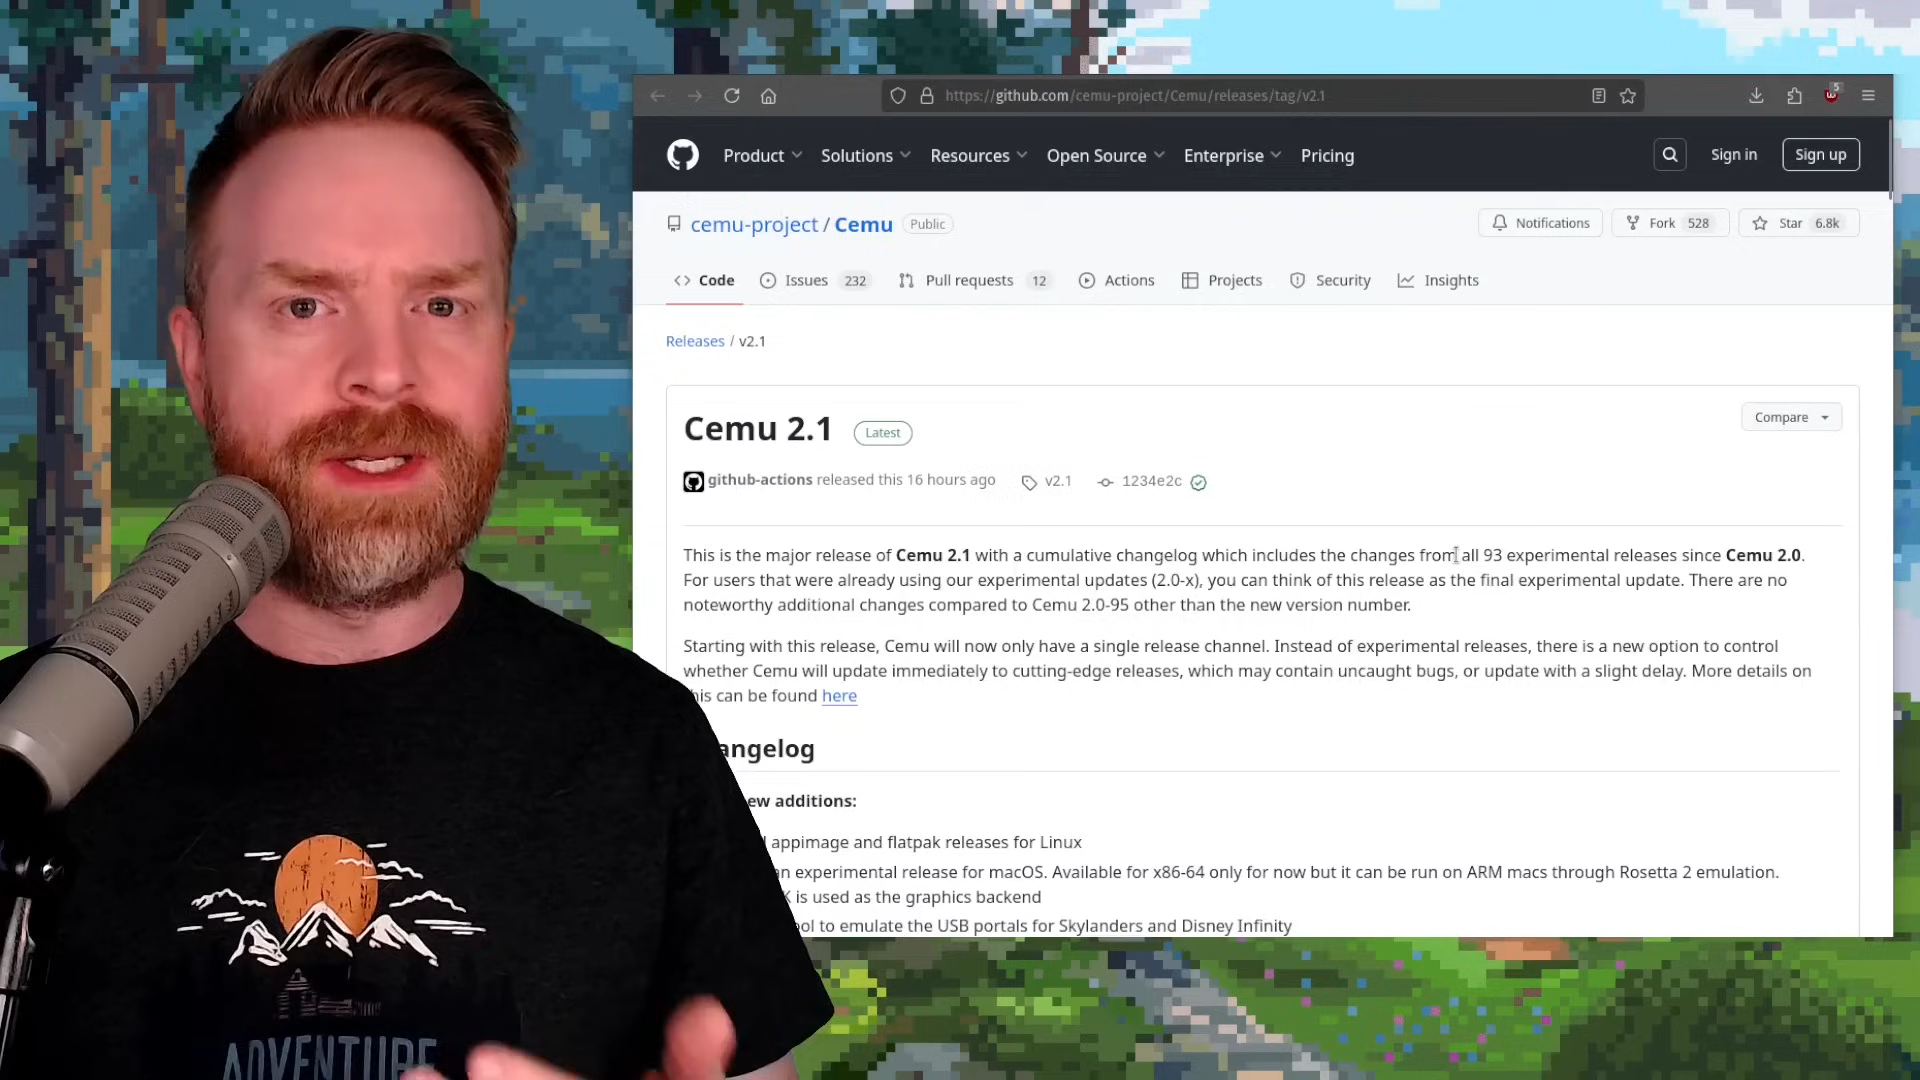 https://github.com/cemu-project/Cemu/releases/tag/v2.1
5
Product Solutions Resources Open Source Enterprise Pricing
Sign in
Sign up
cemu-project / Cemu
Public
Notifications
Fork 528
Star 6.8k
Code
Issues 232
Pull requests 12
Actions
Projects
Security
Insights
Releases / v2.1
Cemu 2.1
Latest
Compare
github-actions released this 16 hours ago
v2.1
1234e2c
This is the major release of Cemu 2.1 with a cumulative changelog which includes the changes from all 93 experimental releases since Cemu 2.0.
For users that were already using our experimental updates (2.0-x), you can think of this release as the final experimental update. There are no
noteworthy additional changes compared to Cemu 2.0-95 other than the new version number.
Starting with this release, Cemu will now only have a single release channel. Instead of experimental releases, there is a new option to control
whether Cemu will update immediately to cutting-edge releases, which may contain uncaught bugs, or update with a slight delay. More details on
his can be found here
angelog
ew additions:
appimage and flatpak releases for Linux
an experimental release for macOS. Available for x86-64 only for now but it can be run on ARM macs through Rosetta 2 emulation.
K is used as the graphics backend
ool to emulate the USB portals for Skylanders and Disney Infinity
ADVENTURE